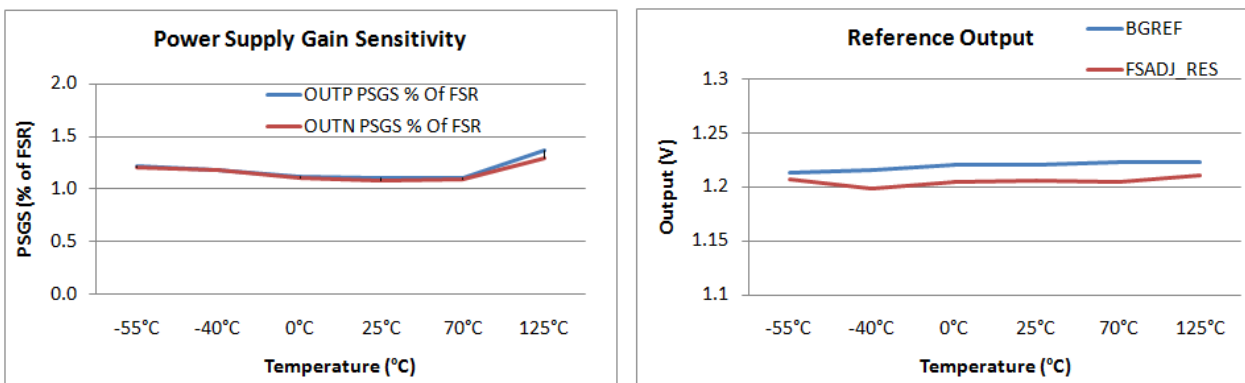 Power Supply Gain Sensitivity
2.0
1.5
1.0
0.5
0.0
PSGS (% of FSR)
OUTP PSGS % Of FSR
OUTN PSGS % Of FSR
-55°C -40°C 0°C 25°C 70°C 125°C
Temperature (°C)
Reference Output
BGREF
FSADJ_RES
1.3
1.25
1.2
1.15
1.1
Output (V)
-55°C -40°C 0°C 25°C 70°C 125°C
Temperature (°C)